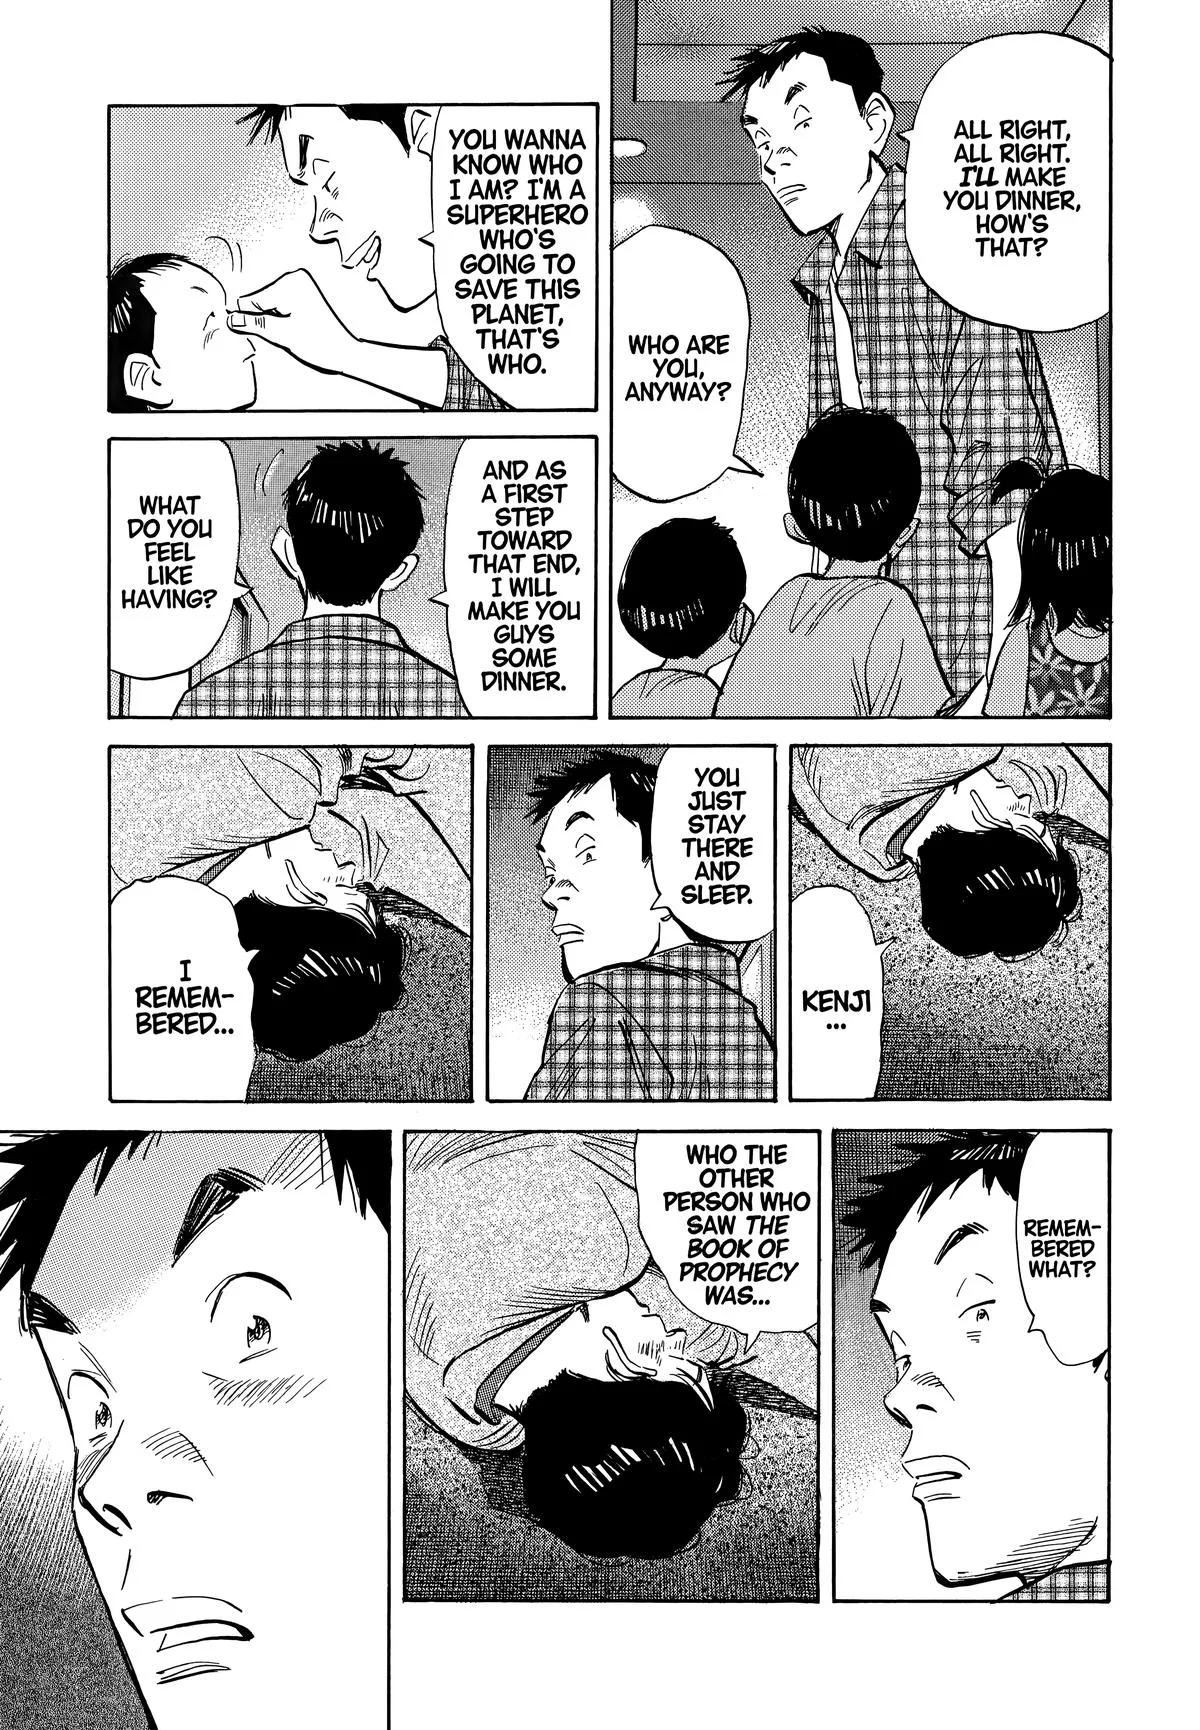 ALL RIGHT,
ALL RIGHT.
I'LL MAKE
YOU DINNER,
HOW'S
THAT?
WHO ARE
YOU,
ANYWAY?
YOU WANNA
KNOW WHO
I AM? I'M A
SUPERHERO
WHO'S
GOING TO
SAVE THIS
PLANET,
THAT'S
WHO.
AND AS
A FIRST
STEP
TOWARD
THAT END,
I WILL
MAKE YOU
GUYS
SOME
DINNER.
WHAT
DO YOU
FEEL
LIKE
HAVING?
KENJI
...
YOU
JUST
STAY
THERE
AND
SLEEP.
I
REMEM-
BERED...
REMEM-
BERED
WHAT?
WHO THE
OTHER
PERSON WHO
SAW THE
BOOK OF
PROPHECY
WAS...